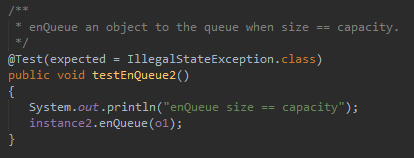 /**
 * enQueue an object to the queue when size == capacity.
 */
@Test(expected = IllegalStateException.class)
public void testEnQueue2()
{
    System.out.println("enQueue size == capacity");
    instance2.enQueue(o1);
}